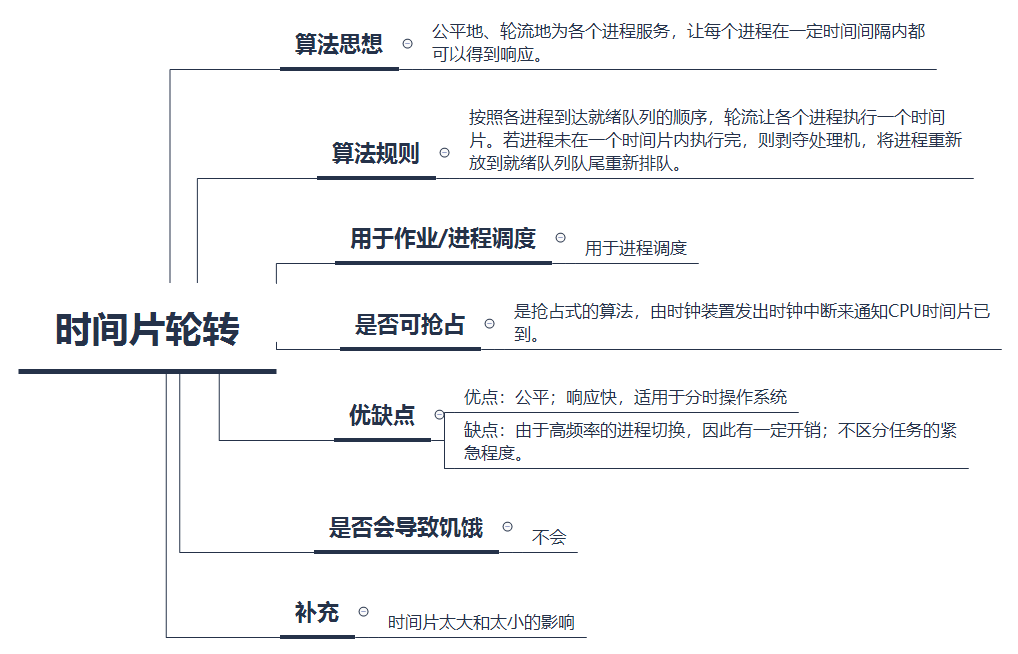 算法思想
公平地、轮流地为各个进程服务，让每个进程在一定时间间隔内都
可以得到响应。
算法规则
按照各进程到达就绪队列的顺序，轮流让各个进程执行一个时间
片。若进程未在一个时间片内执行完，则剥夺处理机，将进程重新
放到就绪队列队尾重新排队。
用于作业/进程调度
用于进程调度
时间片轮转
是否可抢占
是抢占式的算法，由时钟装置发出时钟中断来通知CPU时间片已
到。
优缺点
优点：公平；响应快，适用于分时操作系统
缺点：由于高频率的进程切换，因此有一定开销；不区分任务的紧
急程度。
是否会导致饥饿
不会
补充
时间片太大和太小的影响